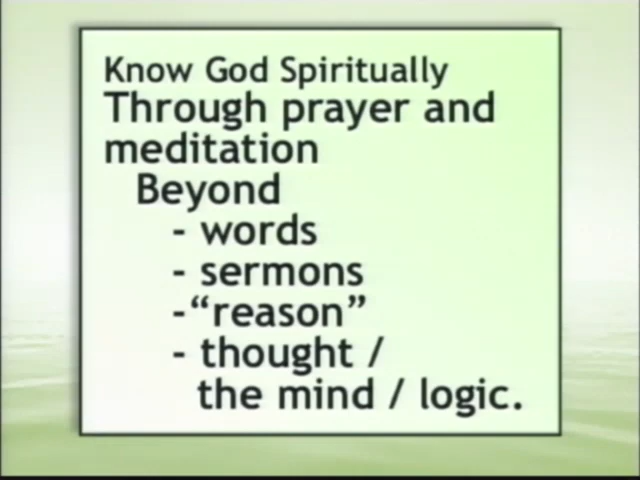 Know God Spiritually
Through prayer and
meditation
Beyond
- words
- sermons
-“reason”
- thought /
the mind / logic.